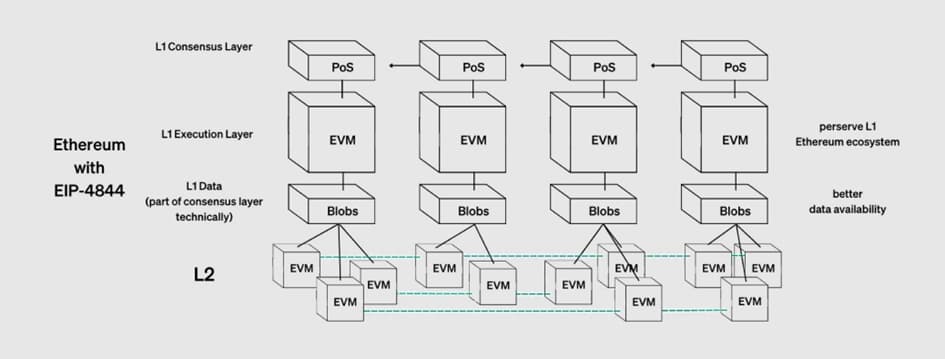 L1 Consensus Layer
PoS
PoS
PoS
PoS
L1 Execution Layer
EVM
EVM
EVM
EVM
perserve L1
Ethereum ecosystem
Ethereum
with
EIP-4844
L1 Data
(part of consensus layer
technically)
Blobs
Blobs
Blobs
Blobs
better
data availability
L2
EVM
EVM
EVM
EVM
EVM
EVM
EVM
EVM
EVM
EVM
EVM